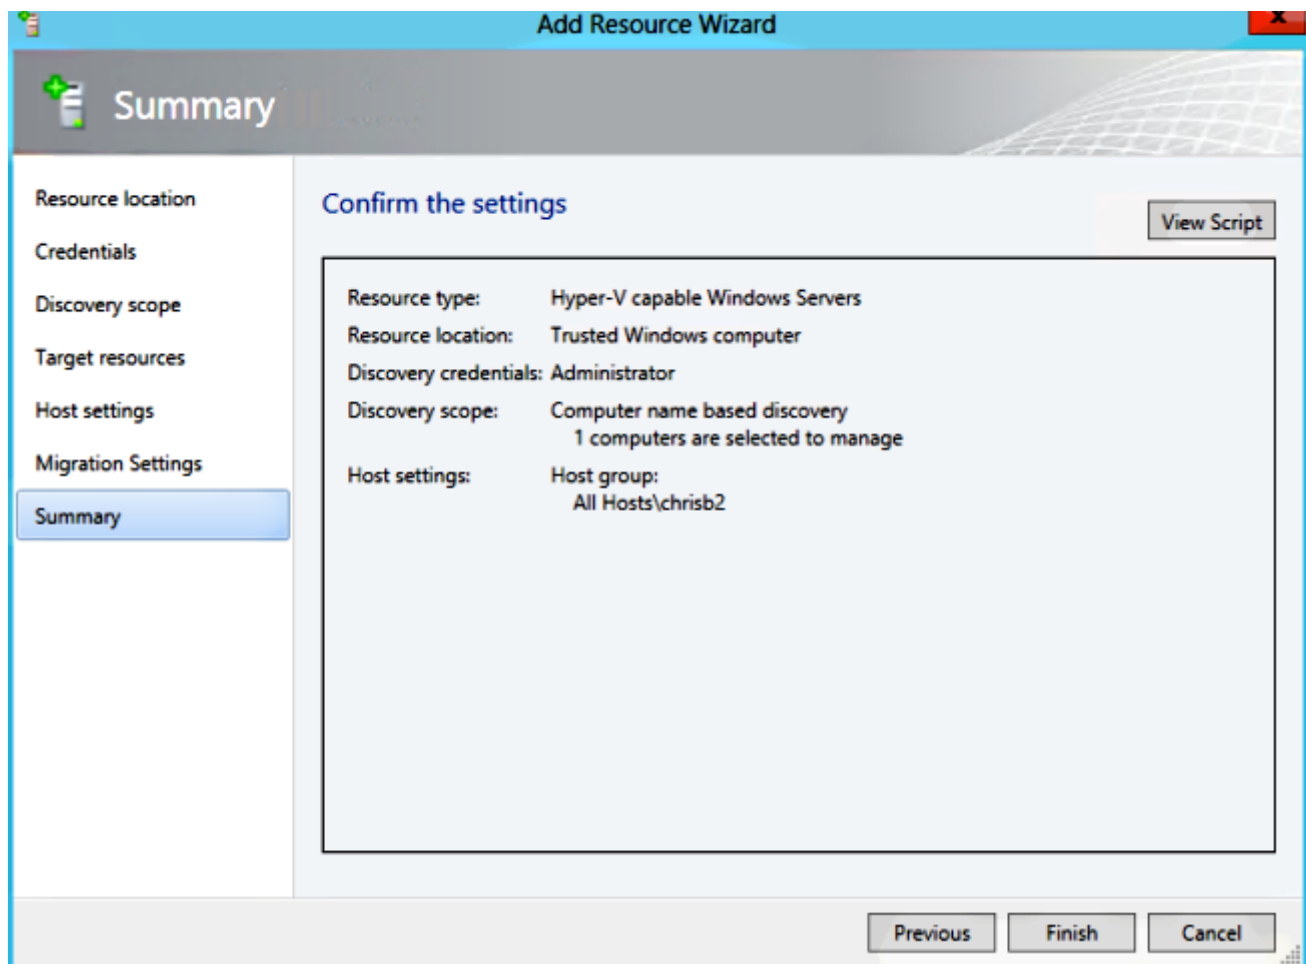 Add Resource Wizard
x
Summary
Resource location
Credentials
Discovery scope
Target resources
Host settings
Migration Settings
Summary
Confirm the settings
View Script
Resource type: Hyper-V capable Windows Servers
Resource location: Trusted Windows computer
Discovery credentials: Administrator
Discovery scope: Computer name based discovery
1 computers are selected to manage
Host settings: Host group:
All Hosts\chrisb2
Previous Finish Cancel